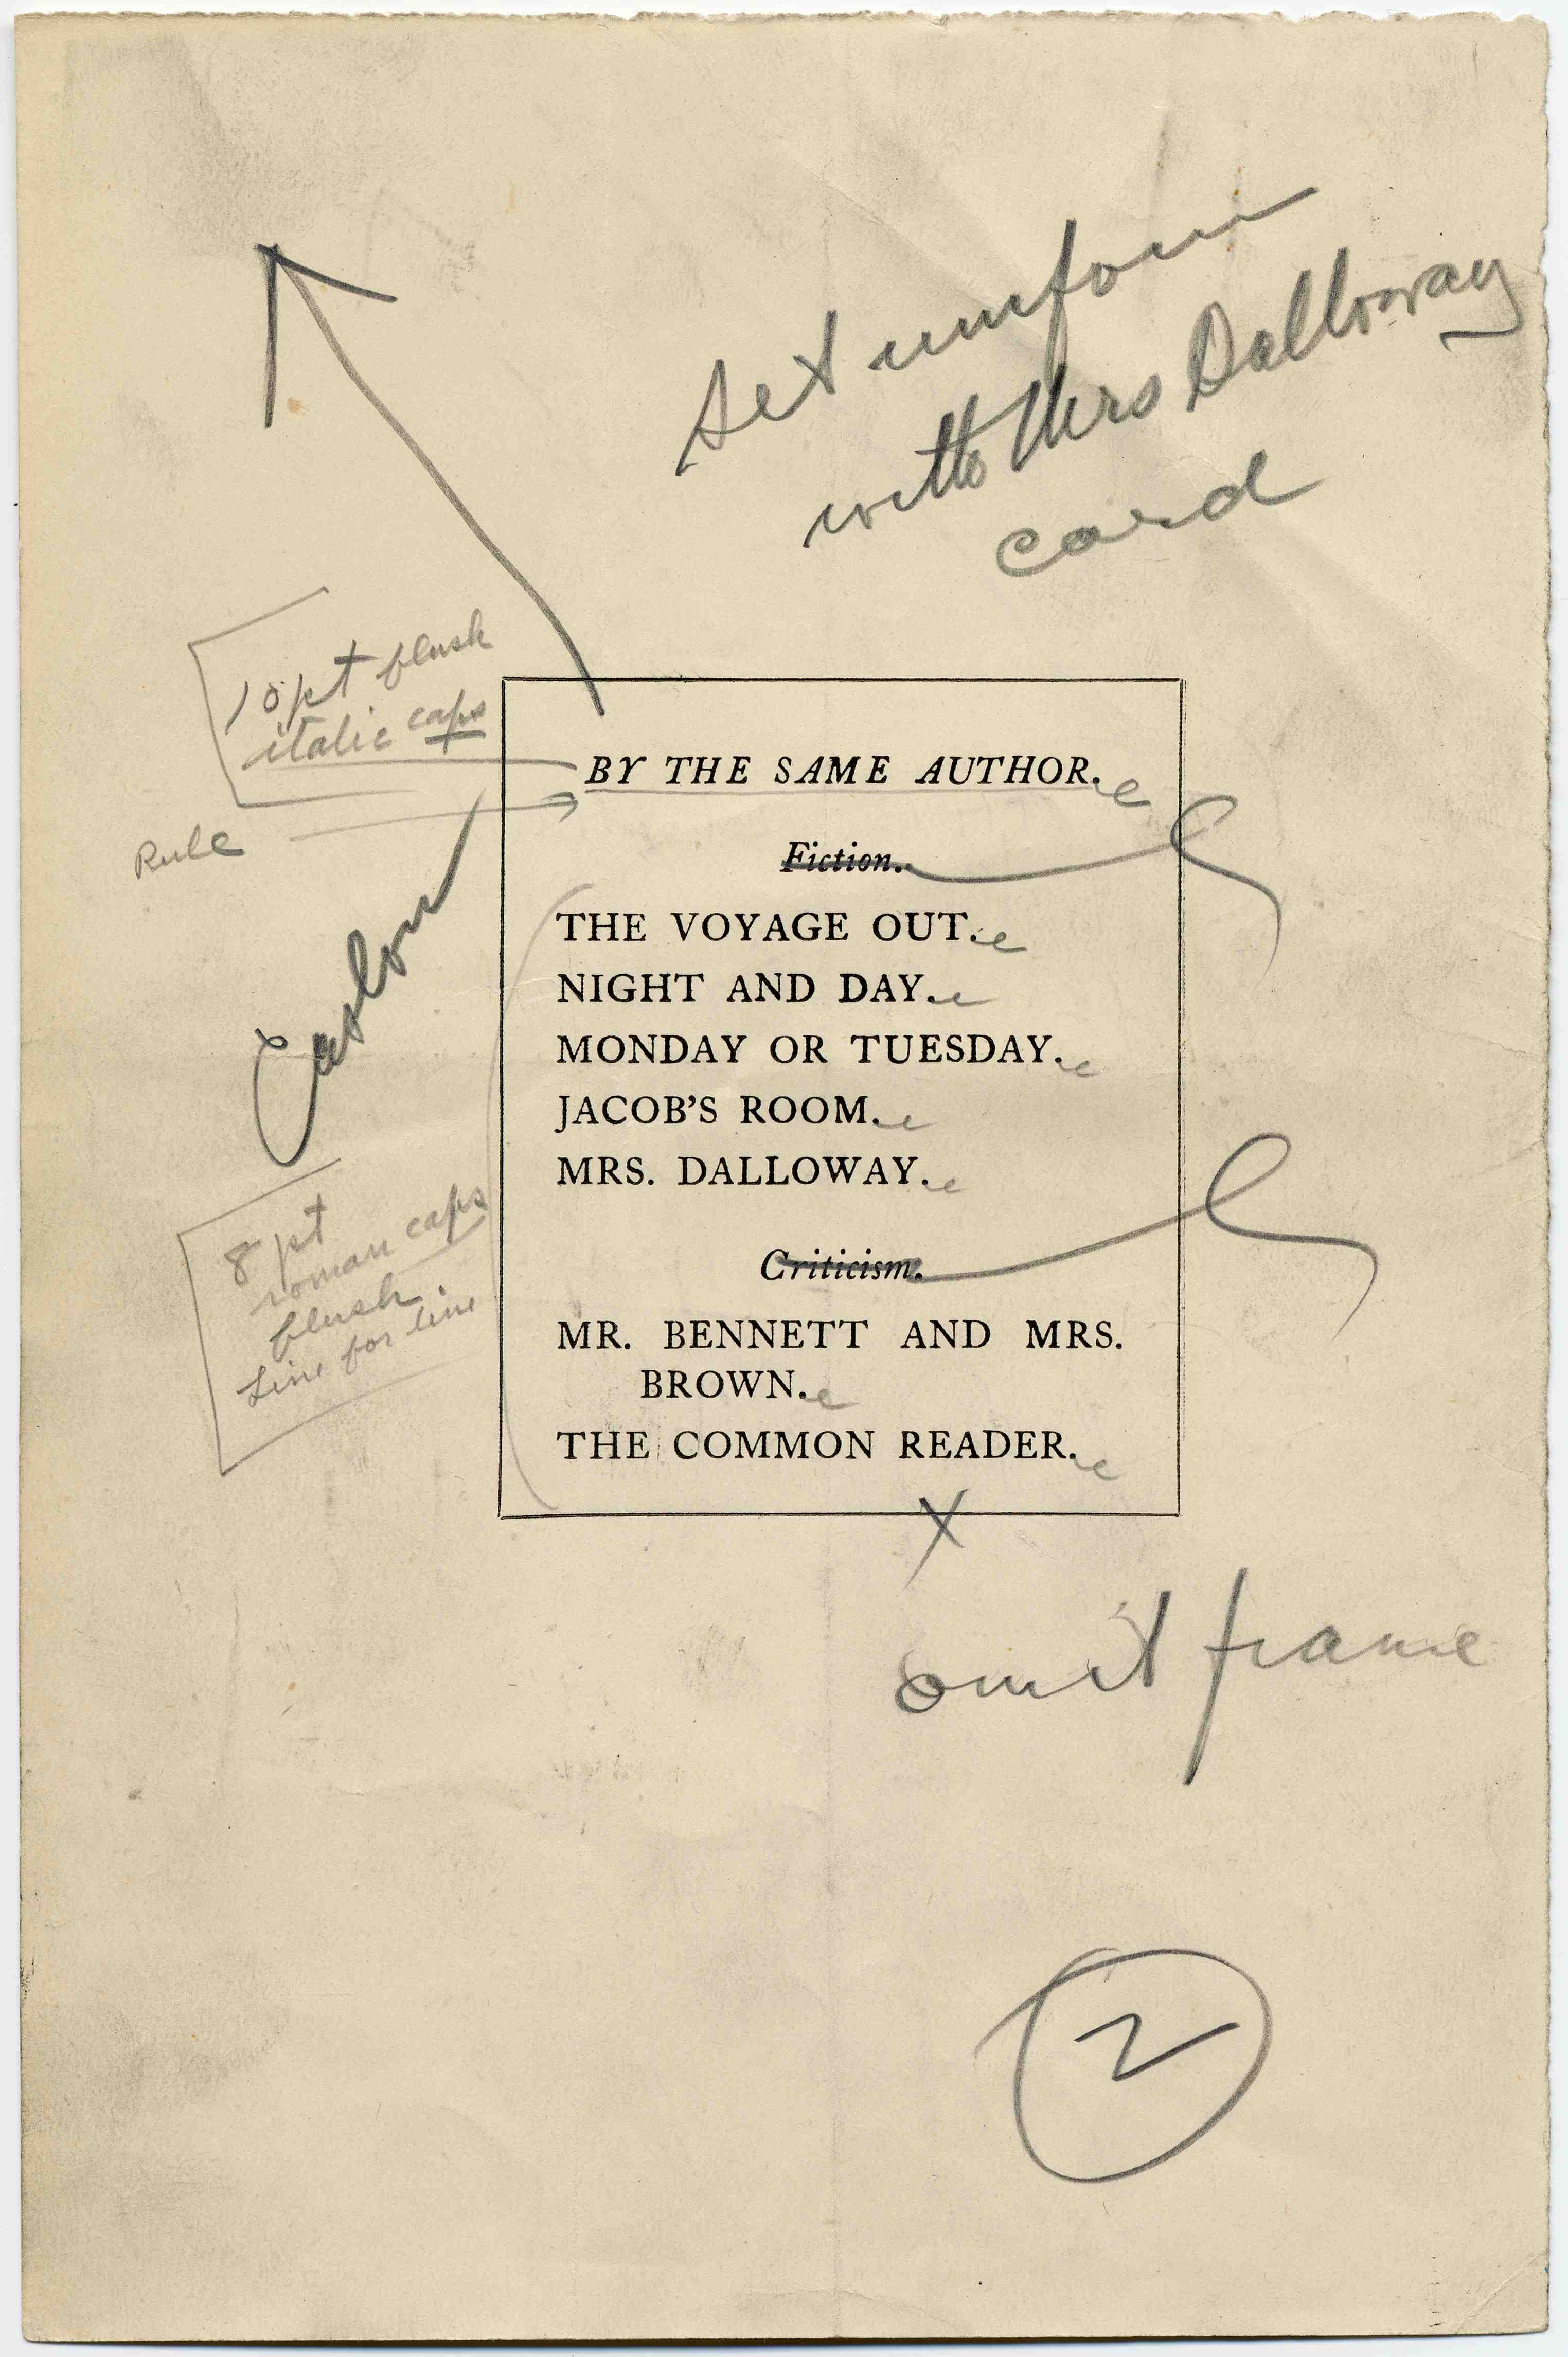 set uniform
with Mrs Dalloway
card
10 pt flush
italic caps
Rule
Caslon
8 pt
roman caps
flush
Line for line
BY THE SAME AUTHOR.
Fiction.
THE VOYAGE OUT.
NIGHT AND DAY.
MONDAY OR TUESDAY.
JACOB'S ROOM.
MRS. DALLOWAY.
Criticism.
MR. BENNETT AND MRS.
BROWN.
THE COMMON READER.
X
omit frame
2